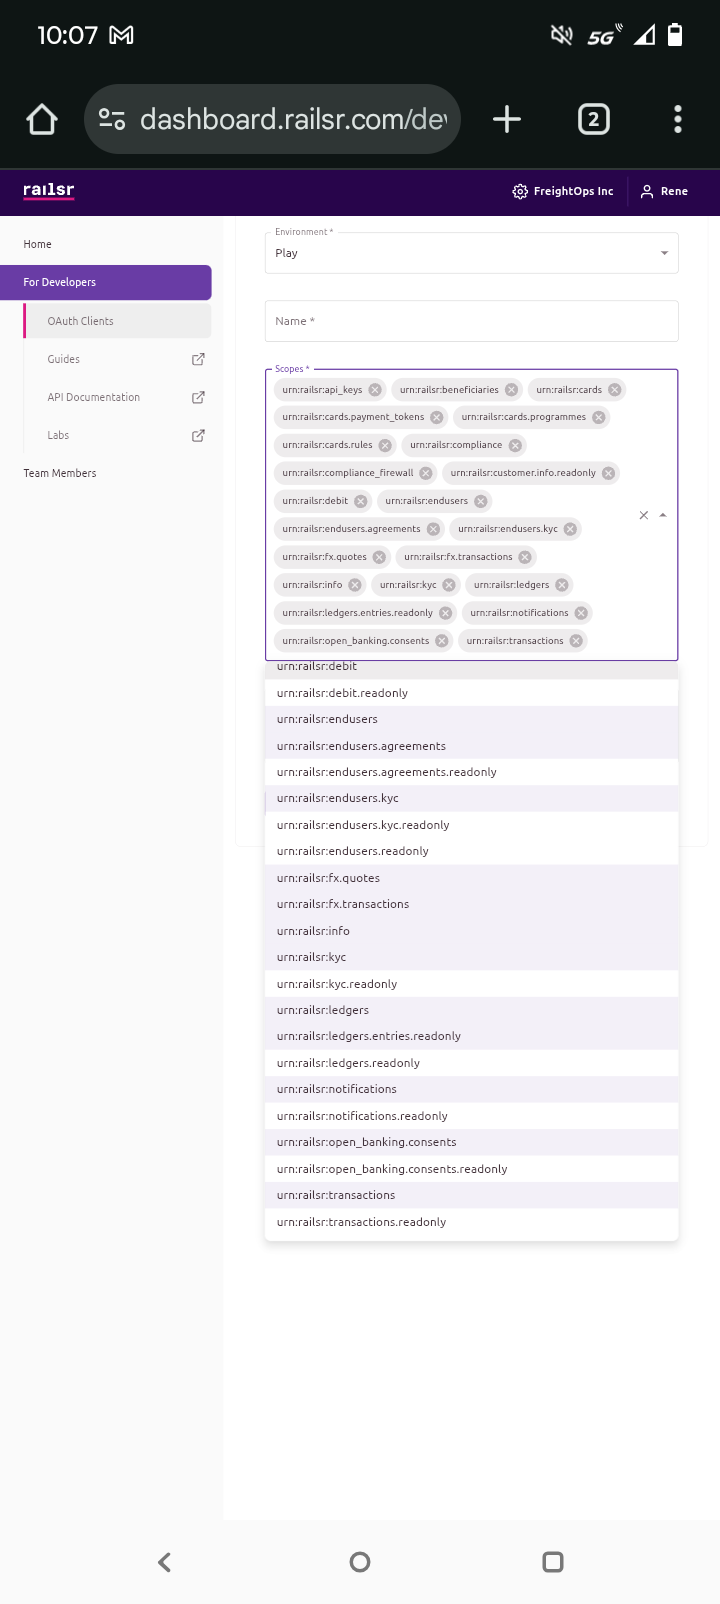 10:07
5G
dashboard.railsr.com/de
2
railsr
FreightOps Inc
Rene
Home
For Developers
OAuth Clients
Guides
API Documentation
Labs
Team Members
Environment *
Play
Name *
Scopes *
urn:railsr:api_keys urn:railsr:beneficiaries urn:railsr:cards
urn:railsr:cards.payment_tokens urn:railsr:cards.programmes
urn:railsr:cards.rules urn:railsr:compliance
urn:railsr:compliance_firewall urn:railsr:customer.info.readonly
urn:railsr:debit urn:railsr:endusers
urn:railsr:endusers.agreements urn:railsr:endusers.kyc
urn:railsr:fx.quotes urn:railsr:fx.transactions
urn:railsr:info urn:railsr:kyc urn:railsr:ledgers
urn:railsr:ledgers.entries.readonly urn:railsr:notifications
urn:railsr:open_banking.consents urn:railsr:transactions
urn:railsr:debit
urn:railsr:debit.readonly
urn:railsr:endusers
urn:railsr:endusers.agreements
urn:railsr:endusers.agreements.readonly
urn:railsr:endusers.kyc
urn:railsr:endusers.kyc.readonly
urn:railsr:endusers.readonly
urn:railsr:fx.quotes
urn:railsr:fx.transactions
urn:railsr:info
urn:railsr:kyc
urn:railsr:kyc.readonly
urn:railsr:ledgers
urn:railsr:ledgers.entries.readonly
urn:railsr:ledgers.readonly
urn:railsr:notifications
urn:railsr:notifications.readonly
urn:railsr:open_banking.consents
urn:railsr:open_banking.consents.readonly
urn:railsr:transactions
urn:railsr:transactions.readonly